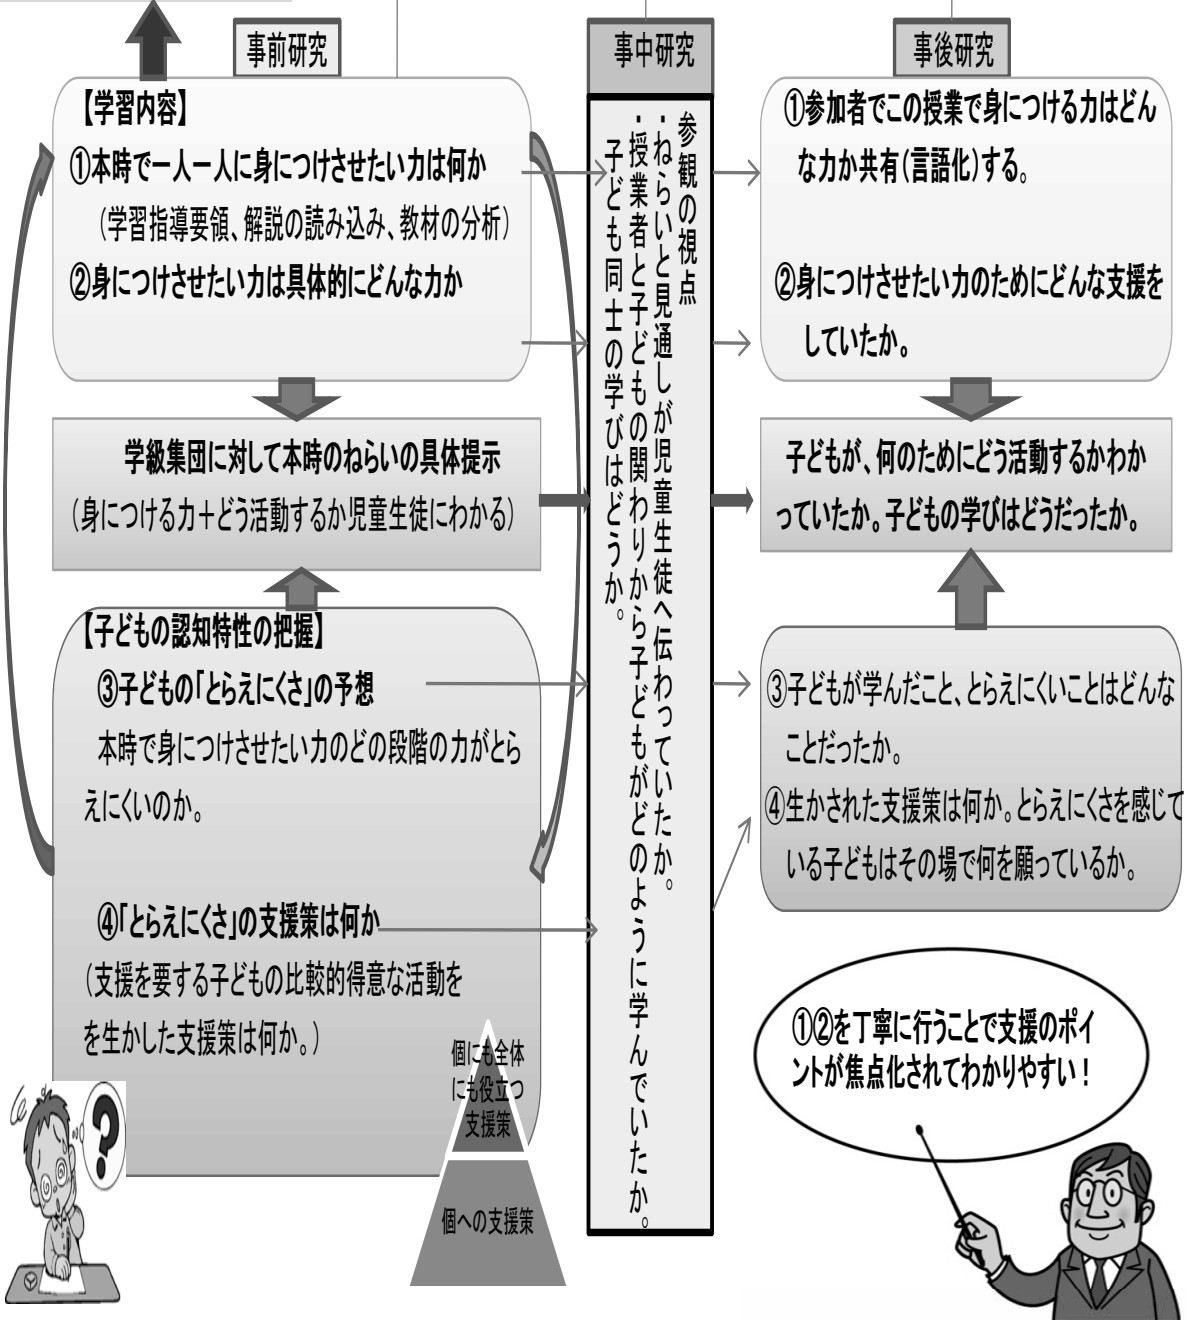 事前研究
【学習内容】
①本時で一人一人に身につけさせたい力は何か
（学習指導要領、解説の読み込み、教材の分析）
②身につけさせたい力は具体的にどんな力か
学級集団に対して本時のねらいの具体提示
（身につける力＋どう活動するか児童生徒にわかる）
【子どもの認知特性の把握】
③子どもの「とらえにくさ」の予想
本時で身につけさせたい力のどの段階の力がとら
えにくいのか。
④「とらえにくさ」の支援策は何か
（支援を要する子どもの比較的得意な活動を
を生かした支援策は何か。）
個にも全体
にも役立つ
支援策
個への支援策
事中研究
参観の視点
・ねらいと見通しが児童生徒へ伝わっていたか。
・授業者と子どもの関わりから子どもがどのように学んでいたか。
子ども同士の学びはどうか。
事後研究
①参加者でこの授業で身につける力はどん
な力か共有（言語化）する。
②身につけさせたい力のためにどんな支援を
していたか。
子どもが、何のためにどう活動するかわか
っていたか。子どもの学びはどうだったか。
③子どもが学んだこと、とらえにくいことはどんな
ことだったか。
④生かされた支援策は何か。とらえにくさを感じて
いる子どもはその場で何を願っているか。
①②を丁寧に行うことで支援のポイ
ントが焦点化されてわかりやすい！
？